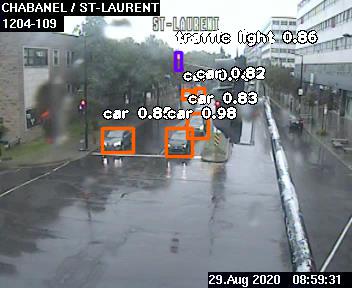 CHABANEL / ST-LAURENT
1204-109
ST-LAURENT
traffic light 0.86
car 0.82
car 0.83
car 0.85
car 0.98
29.Aug 2020 08:59:31